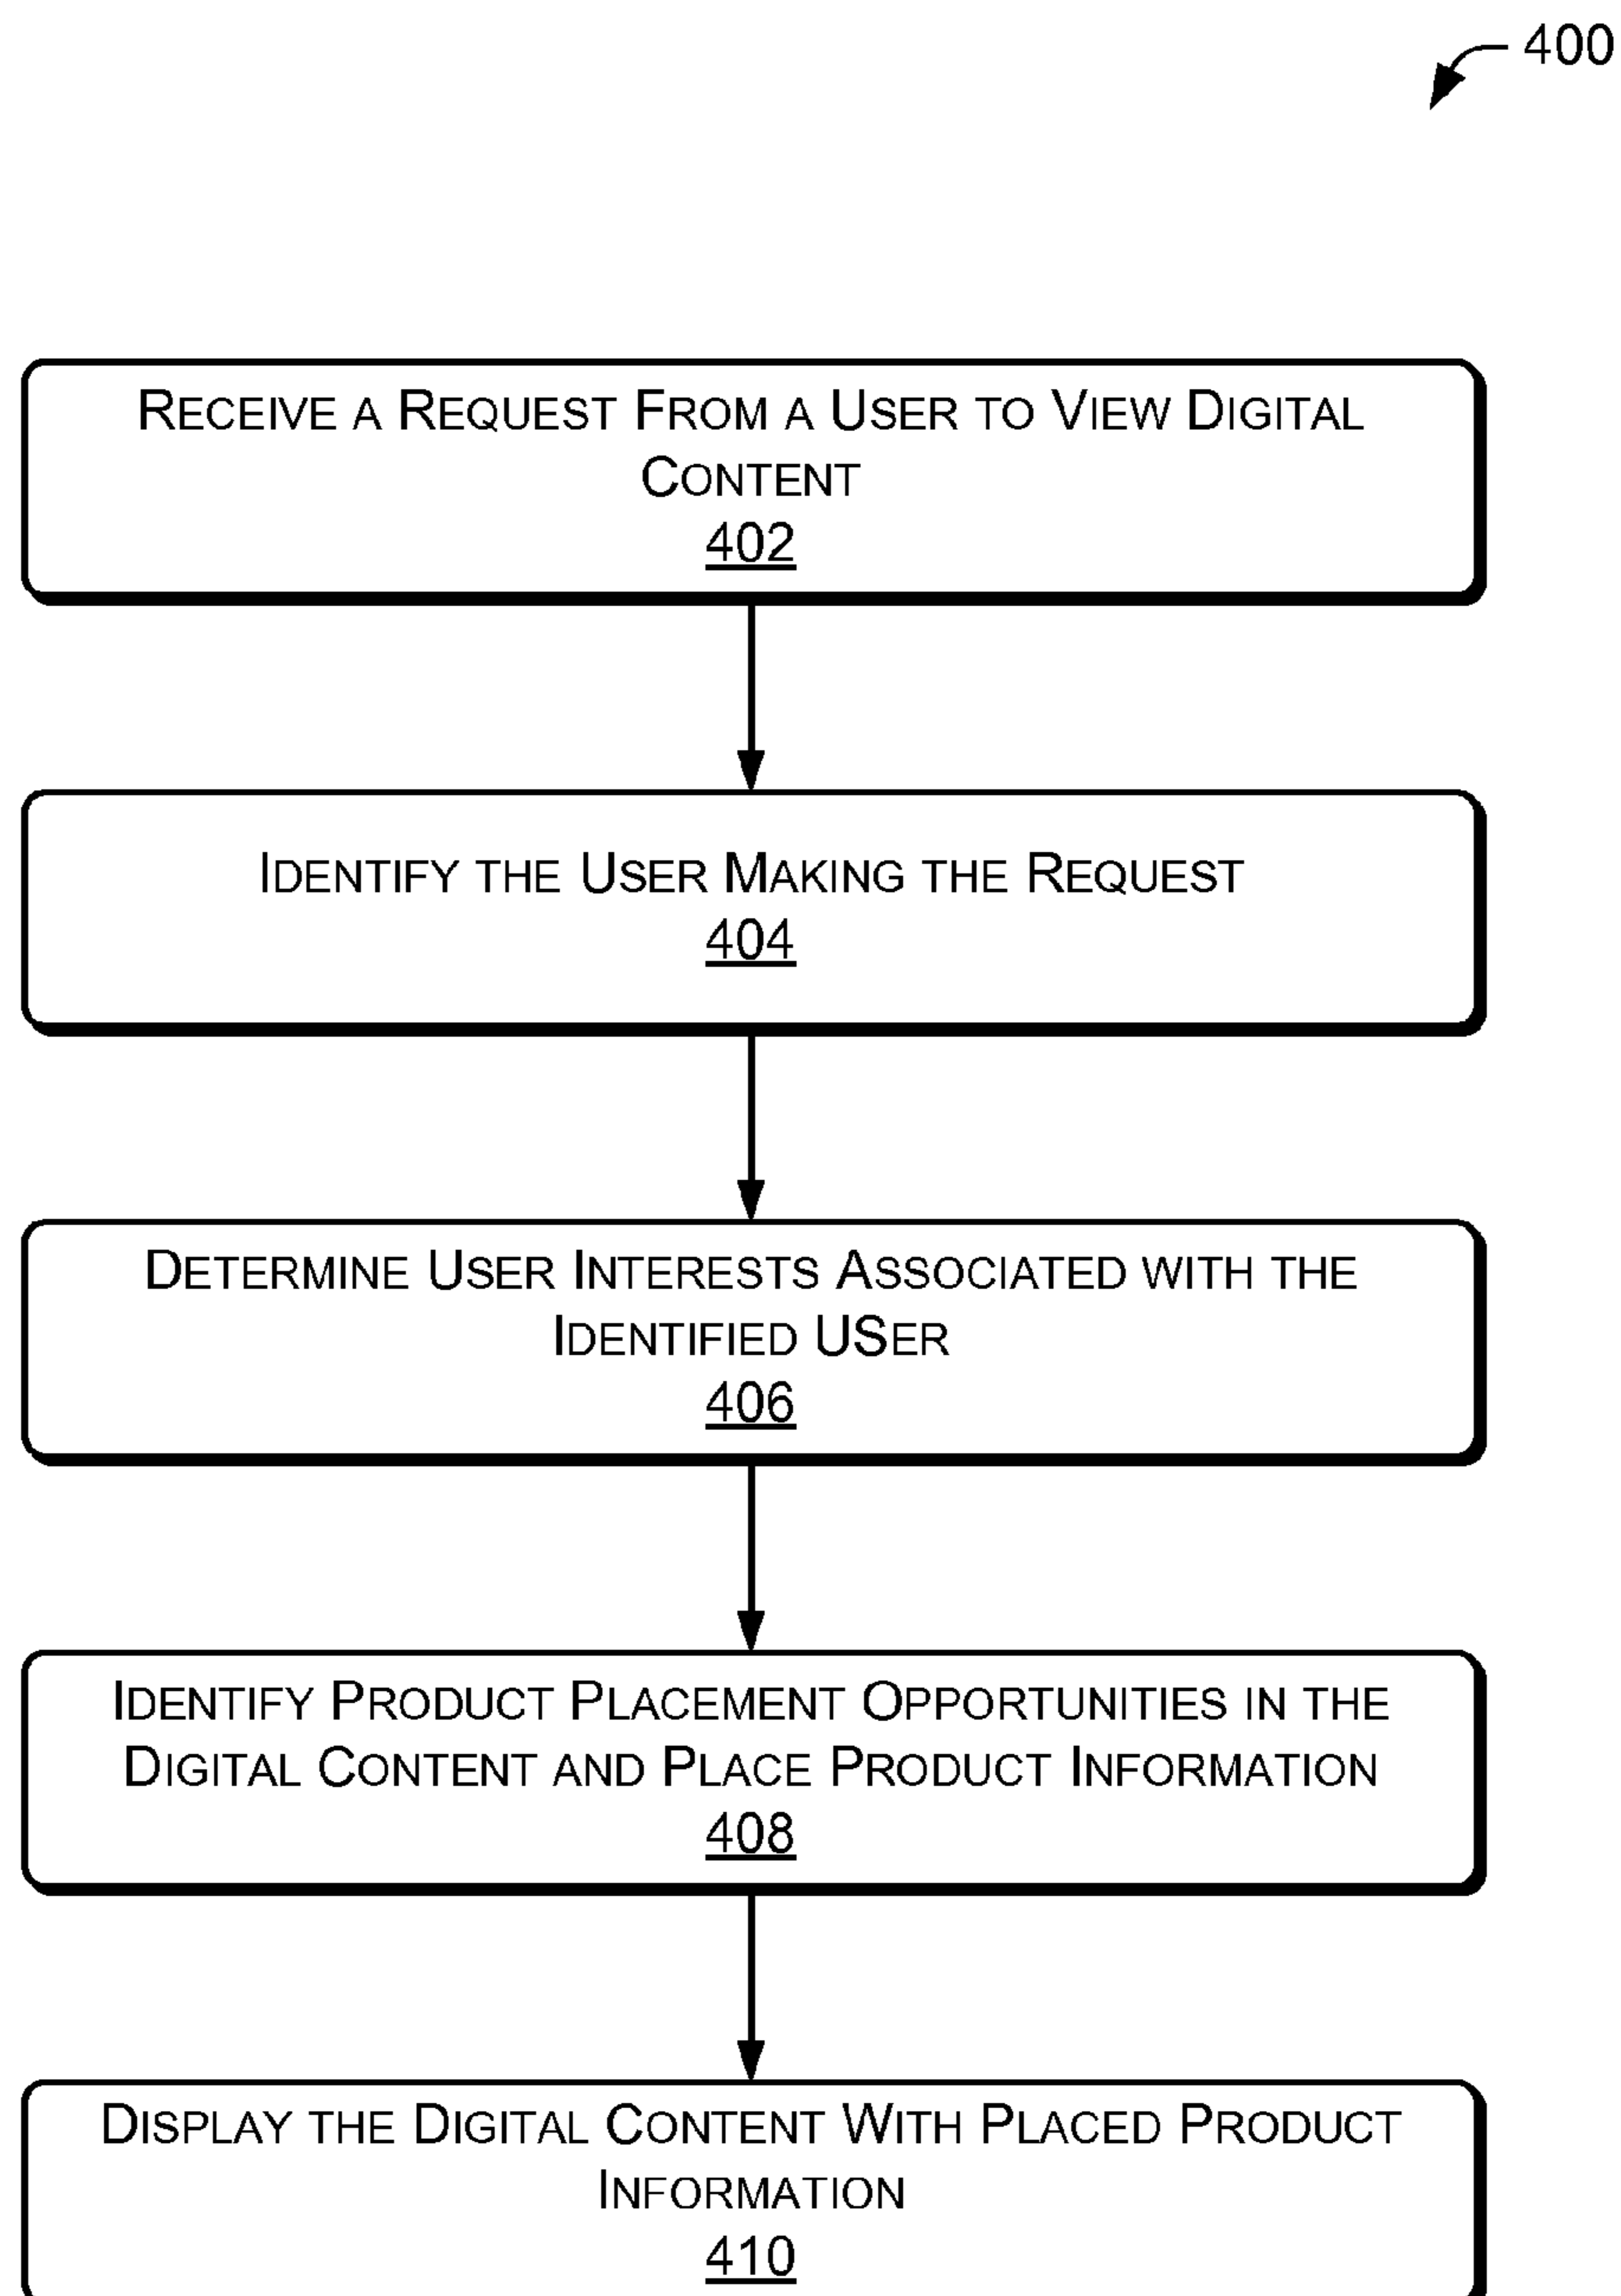 400
RECEIVE A REQUEST FROM A USER TO VIEW DIGITAL
CONTENT
402
IDENTIFY THE USER MAKING THE REQUEST
404
DETERMINE USER INTERESTS ASSOCIATED WITH THE
IDENTIFIED USER
406
IDENTIFY PRODUCT PLACEMENT OPPORTUNITIES IN THE
DIGITAL CONTENT AND PLACE PRODUCT INFORMATION
408
DISPLAY THE DIGITAL CONTENT WITH PLACED PRODUCT
INFORMATION
410